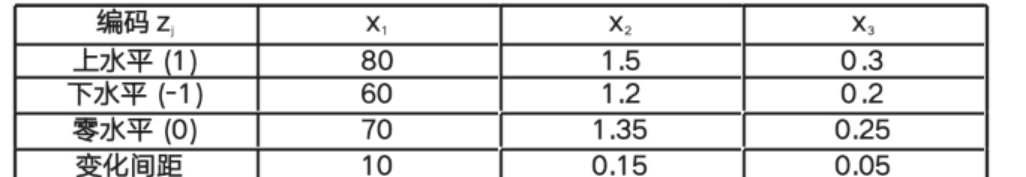 编码 zⱼ x₁ x₂ x₃
上水平 (1) 80 1.5 0.3
下水平 (-1) 60 1.2 0.2
零水平 (0) 70 1.35 0.25
变化间距 10 0.15 0.05